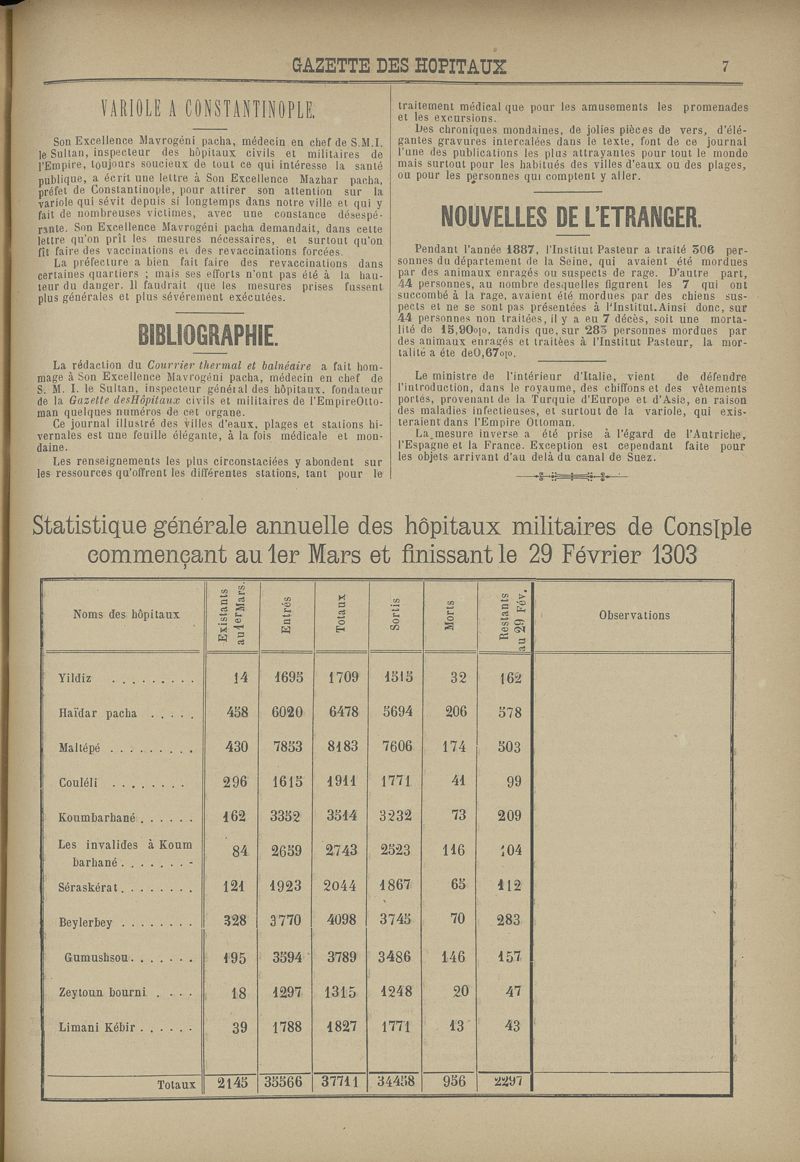 GAZETTE DES HOPITAUX 7
VARIOLE A CONSTANTINOPLE.
Son Excellence Mavrogéni pacha, médecin en chef de S.M.I.
le Sultan, inspecteur des hôpitaux civils et militaires de
l'Empire, toujours soucieux de tout ce qui intéresse la santé
publique, a écrit une lettre à Son Excellence Mazhar pacha,
préfet de Constantinople, pour attirer son attention sur la
variole qui sévit depuis si longtemps dans notre ville et qui y
fait de nombreuses victimes, avec une constance désespé-
rante. Son Excellence Mavrogéni pacha demandait, dans cette
lettre qu'on prît les mesures nécessaires, et surtout qu'on
fît faire des vaccinations et des revaccinations forcées.
La préfecture a bien fait faire des revaccinations dans
certaines quartiers ; mais ses efforts n'ont pas été à la hau-
teur du danger. Il faudrait que les mesures prises fussent
plus générales et plus sévèrement exécutées.
BIBLIOGRAPHIE.
La rédaction du Courrier thermal et balnéaire a fait hom-
mage à Son Excellence Mavrogéni pacha, médecin en chef de
S. M. I. le Sultan, inspecteur général des hôpitaux, fondateur
de la Gazette desHôpitaux civils et militaires de l'EmpireOtto-
man quelques numéros de cet organe.
Ce journal illustré des villes d'eaux, plages et stations hi-
vernales est une feuille élégante, à la fois médicale et mon-
daine.
Les renseignements les plus circonstaciées y abondent sur
les ressources qu'offrent les différentes stations, tant pour le
traitement médical que pour les amusements les promenades
et les excursions.
Des chroniques mondaines, de jolies pièces de vers, d'élé-
gantes gravures intercalées dans le texte, font de ce journal
l'une des publications les plus attrayantes pour tout le monde
mais surtout pour les habitués des villes d'eaux ou des plages,
ou pour les personnes qui comptent y aller.
NOUVELLES DE L'ETRANGER.
Pendant l'année 1887, l'Institut Pasteur a traité 306 per-
sonnes du département de la Seine, qui avaient été mordues
par des animaux enragés ou suspects de rage. D'autre part,
44 personnes, au nombre desquelles figurent les 7 qui ont
succombé à la rage, avaient été mordues par des chiens sus-
pects et ne se sont pas présentées à l'Institut.Ainsi donc, sur
44 personnes non traitées, il y a eu 7 décès, soit une morta-
lité de 15,90o|o, tandis que, sur 285 personnes mordues par
des animaux enragés et traitées à l'Institut Pasteur, la mor-
talité a été de0,67o|o.
Le ministre de l'intérieur d'Italie, vient de défendre
l'introduction, dans le royaume, des chiffons et des vêtements
portés, provenant de la Turquie d'Europe et d'Asie, en raison
des maladies infectieuses, et surtout de la variole, qui exis-
teraient dans l'Empire Ottoman.
La mesure inverse a été prise à l'égard de l'Autriche,
l'Espagne et la France. Exception est cependant faite pour
les objets arrivant d'au delà du canal de Suez.
Statistique générale annuelle des hôpitaux militaires de Cons[ple
commençant au 1er Mars et finissant le 29 Février 1303
Noms des hôpitaux Existants au 1er Mars. Entrés Totaux Sortis Morts Restants au 29 Fév. Observations
Yildiz . . . . . . . . . 14 1695 1709 1515 32 162
Haïdar pacha . . . . . 458 6020 6478 5694 206 578
Maltépé . . . . . . . . . 430 7853 8183 7606 174 503
Couléli . . . . . . . . 296 1615 1911 1771 41 99
Koumbarhané . . . . . . 162 3352 3514 3232 73 209
Les invalides à Koum
barhané . . . . . . . - 84 2659 2743 2523 116 104
Séraskérat . . . . . . . . 121 1923 2044 1867 65 112
Beylerbey . . . . . . . . 328 3770 4098 3745 70 283
Gumushsou . . . . . . . 195 3594 3789 3486 146 157
Zeytoun bourni . . . . 18 1297 1315 1248 20 47
Limani Kébir . . . . . . 39 1788 1827 1771 13 43
Totaux 2145 35566 37711 34458 956 2297